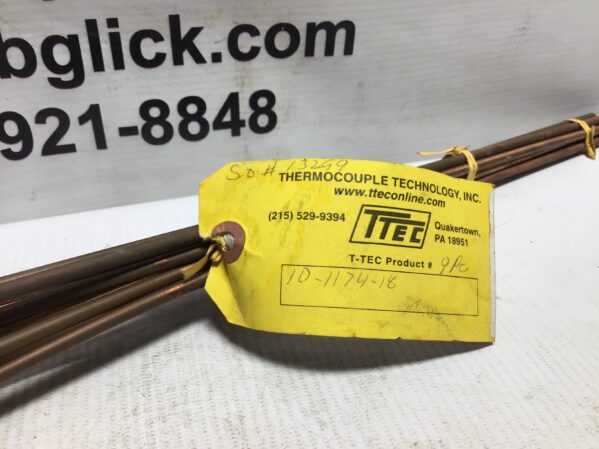 bglick.com
921-8848
SO# 13299
THERMOCOUPLE TECHNOLOGY, INC.
www.tteconline.com
(215) 529-9394
TTEC
Quakertown,
PA 18951
T-TEC Product #
10-1174-18